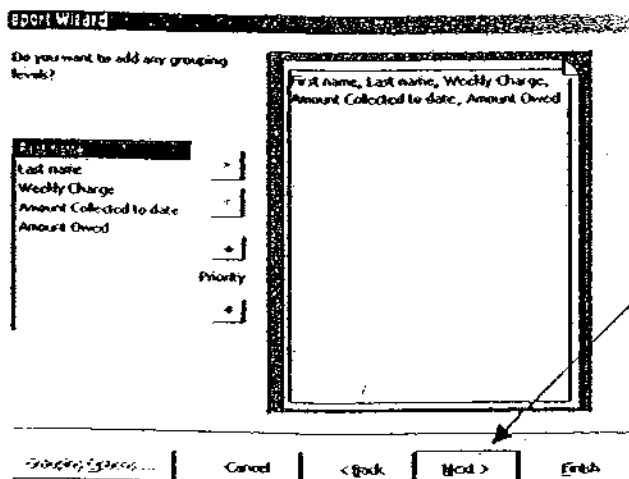 Report Wizard
Do you want to add any grouping
levels?
First name, Last name, Weekly Charge,
Amount Collected to date, Amount Owed
First name
Last name
Weekly Charge
Amount Collected to date
Amount Owed
>
<
Priority
Grouping Options ...
Cancel
< Back
Next >
Finish